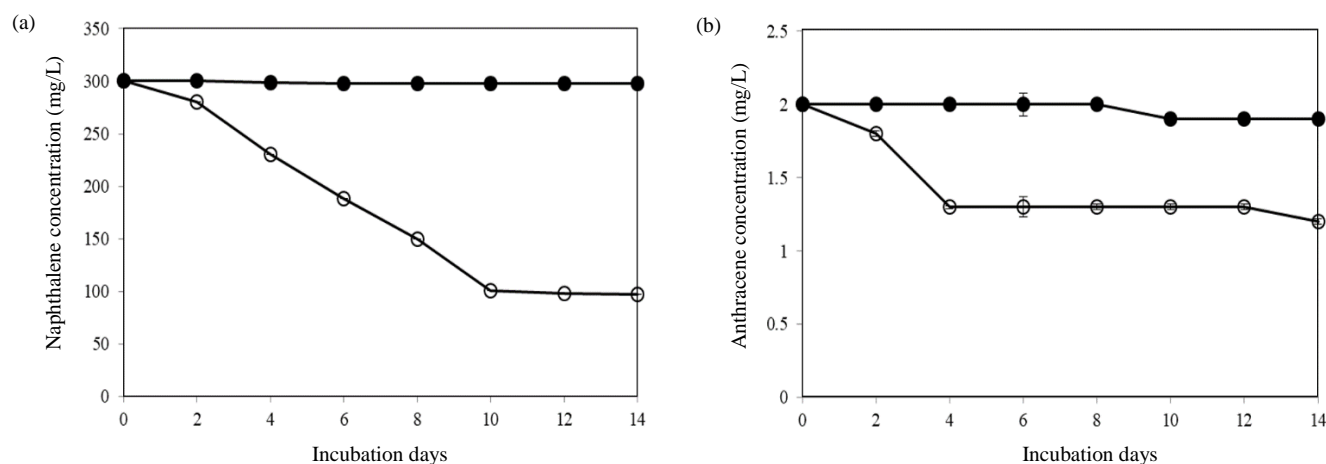 (a)
Naphthalene concentration (mg/L)
350
300
250
200
150
100
50
0
0 2 4 6 8 10 12 14
Incubation days
(b)
Anthracene concentration (mg/L)
2.5
2
1.5
1
0.5
0
0 2 4 6 8 10 12 14
Incubation days